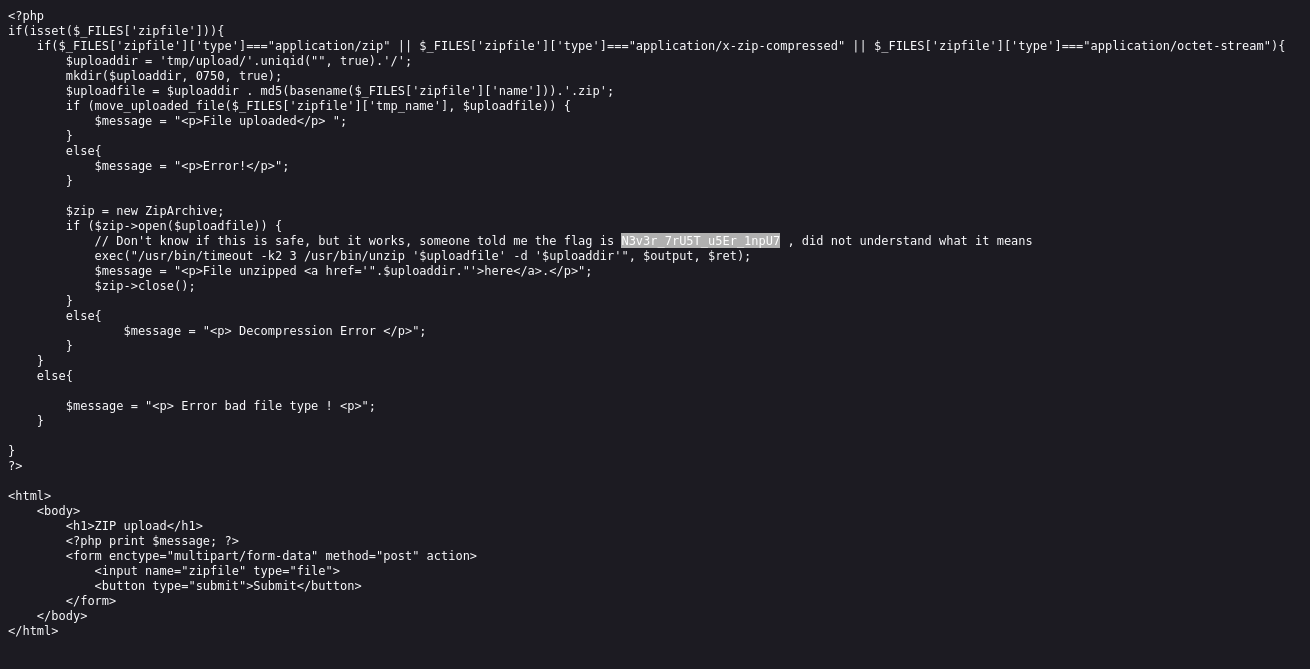 <?php
if(isset($_FILES['zipfile'])){
    if($_FILES['zipfile']['type']==="application/zip" || $_FILES['zipfile']['type']==="application/x-zip-compressed" || $_FILES['zipfile']['type']==="application/octet-stream"){
        $uploaddir = 'tmp/upload/'.uniqid("", true).'/';
        mkdir($uploaddir, 0750, true);
        $uploadfile = $uploaddir . md5(basename($_FILES['zipfile']['name'])).'.zip';
        if (move_uploaded_file($_FILES['zipfile']['tmp_name'], $uploadfile)) {
            $message = "<p>File uploaded</p> ";
        }
        else{
            $message = "<p>Error!</p>";
        }

        $zip = new ZipArchive;
        if ($zip->open($uploadfile)) {
            // Don't know if this is safe, but it works, someone told me the flag is N3v3r_7rU5T_u5Er_1npU7 , did not understand what it means
            exec("/usr/bin/timeout -k2 3 /usr/bin/unzip '$uploadfile' -d '$uploaddir'", $output, $ret);
            $message = "<p>File unzipped <a href='".$uploaddir."'>here</a>.</p>";
            $zip->close();
        }
        else{
                $message = "<p> Decompression Error </p>";
        }
    }
    else{

        $message = "<p> Error bad file type ! <p>";
    }

}
?>

<html>
    <body>
        <h1>ZIP upload</h1>
        <?php print $message; ?>
        <form enctype="multipart/form-data" method="post" action>
            <input name="zipfile" type="file">
            <button type="submit">Submit</button>
        </form>
    </body>
</html>